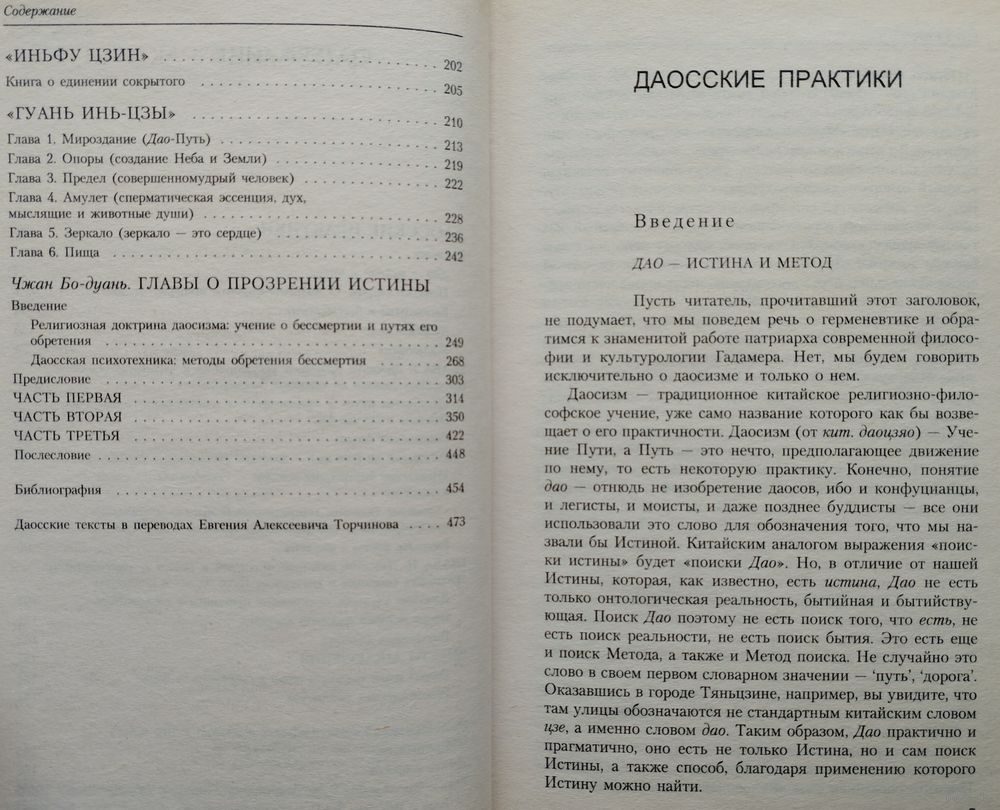 Содержание
«ИНЬФУ ЦЗИН» . . . . . . . . . . . . . . . . . . . . . . . . . 202
Книга о единении сокрытого . . . . . . . . . . . . . . . . . . . . . 205
«ГУАНЬ ИНЬ-ЦЗЫ» . . . . . . . . . . . . . . . . . . . . . . . 210
Глава 1. Мироздание (Дао-Путь) . . . . . . . . . . . . . . . . . . . 213
Глава 2. Опоры (создание Неба и Земли) . . . . . . . . . . . . . . 219
Глава 3. Предел (совершенномудрый человек) . . . . . . . . . . . . 222
Глава 4. Амулет (сперматическая эссенция, дух,
мыслящие и животные души) . . . . . . . . . . . . . . . . . . . . 228
Глава 5. Зеркало (зеркало — это сердце) . . . . . . . . . . . . . . 236
Глава 6. Пища . . . . . . . . . . . . . . . . . . . . . . . . . . . 242
Чжан Бо-дуань. ГЛАВЫ О ПРОЗРЕНИИ ИСТИНЫ
Введение
Религиозная доктрина даосизма: учение о бессмертии и путях его
обретения . . . . . . . . . . . . . . . . . . . . . . . . . . . . . 249
Даосская психотехника: методы обретения бессмертия . . . . . . . 268
Предисловие . . . . . . . . . . . . . . . . . . . . . . . . . . . . 303
ЧАСТЬ ПЕРВАЯ . . . . . . . . . . . . . . . . . . . . . . . . . . . 314
ЧАСТЬ ВТОРАЯ . . . . . . . . . . . . . . . . . . . . . . . . . . . 350
ЧАСТЬ ТРЕТЬЯ . . . . . . . . . . . . . . . . . . . . . . . . . . . 422
Послесловие . . . . . . . . . . . . . . . . . . . . . . . . . . . . 448
Библиография . . . . . . . . . . . . . . . . . . . . . . . . . . . 454
Даосские тексты в переводах Евгения Алексеевича Торчинова . . . . 473
ДАОССКИЕ ПРАКТИКИ
Введение
ДАО — ИСТИНА И МЕТОД
Пусть читатель, прочитавший этот заголовок,
не подумает, что мы поведем речь о герменевтике и обра-
тимся к знаменитой работе патриарха современной филосо-
фии и культурологии Гадамера. Нет, мы будем говорить
исключительно о даосизме и только о нем.
Даосизм — традиционное китайское религиозно-фило-
софское учение, уже само название которого как бы возве-
щает о его практичности. Даосизм (от кит. даоцзяо) — Уче-
ние Пути, а Путь — это нечто, предполагающее движение
по нему, то есть некоторую практику. Конечно, понятие
дао — отнюдь не изобретение даосов, ибо и конфуцианцы,
и легисты, и моисты, и даже позднее буддисты — все они
использовали это слово для обозначения того, что мы на-
звали бы Истиной. Китайским аналогом выражения «поис-
ки истины» будет «поиски Дао». Но, в отличие от нашей
Истины, которая, как известно, есть истина, Дао не есть
только онтологическая реальность, бытийная и бытийству-
ющая. Поиск Дао поэтому не есть поиск того, что есть, не
есть поиск реальности, не есть поиск бытия. Это есть еще
и поиск Метода, а также и Метод поиска. Не случайно это
слово в своем первом словарном значении — ‘путь’, ‘дорога’.
Оказавшись в городе Тяньцзине, например, вы увидите, что
там улицы обозначаются не стандартным китайским словом
цзе, а именно словом дао. Таким образом, Дао практично и
прагматично, оно есть не только Истина, но и сам поиск
Истины, а также способ, благодаря применению которого
Истину можно найти.